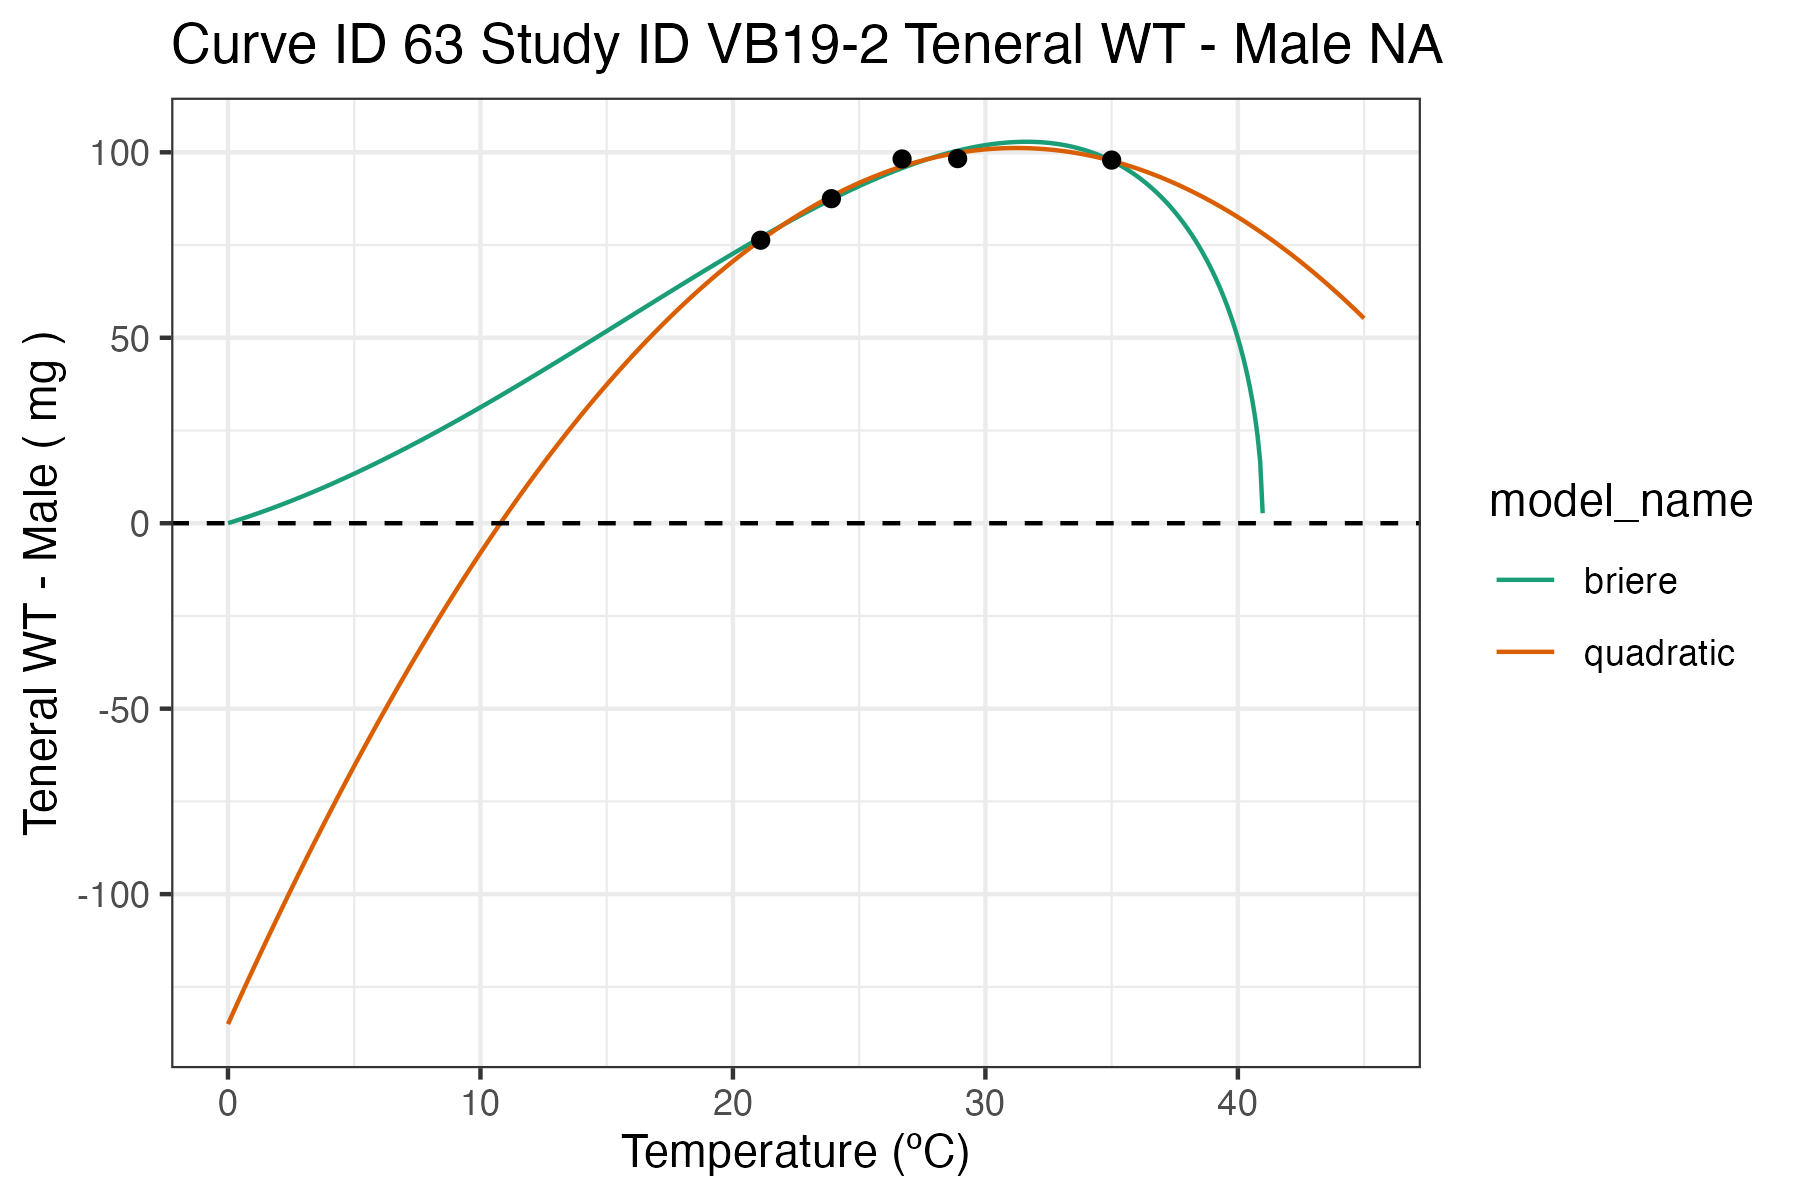 Curve ID 63 Study ID VB19-2 Teneral WT - Male NA
Teneral WT - Male ( mg )
100
50
0
-50
-100
0 10 20 30 40
Temperature (ºC)
model_name
briere
quadratic